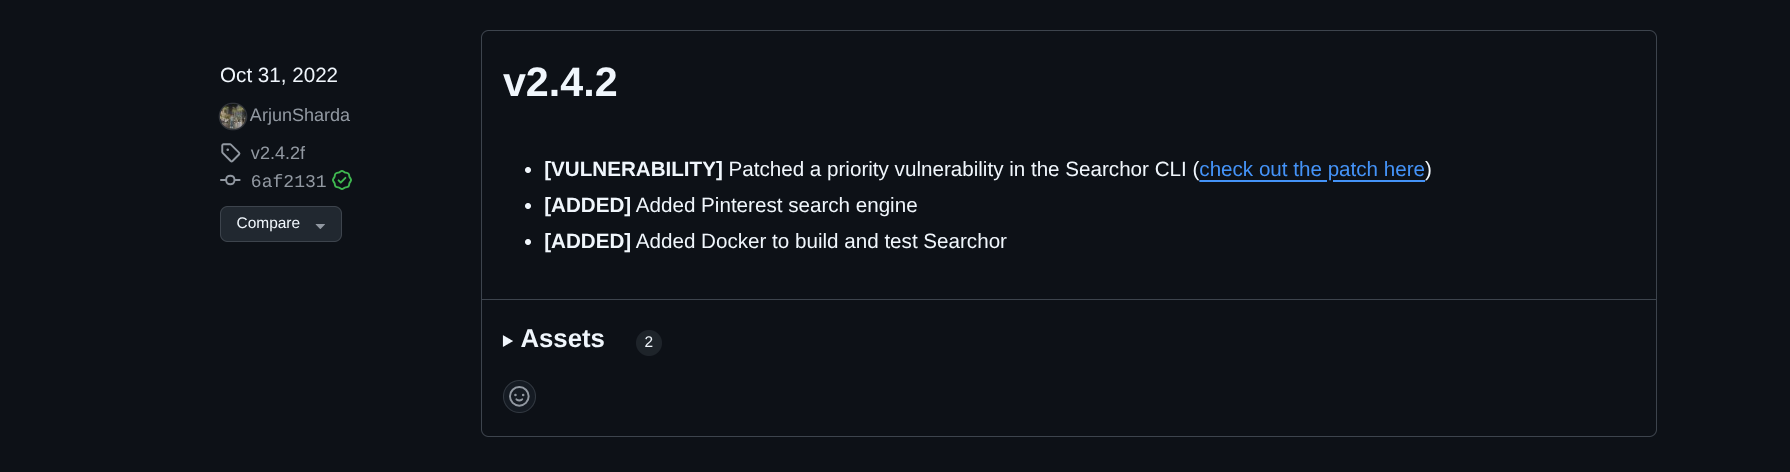 Oct 31, 2022
ArjunSharda
v2.4.2f
6af2131
Compare
v2.4.2
• [VULNERABILITY] Patched a priority vulnerability in the Searchor CLI (check out the patch here)
• [ADDED] Added Pinterest search engine
• [ADDED] Added Docker to build and test Searchor
Assets 2